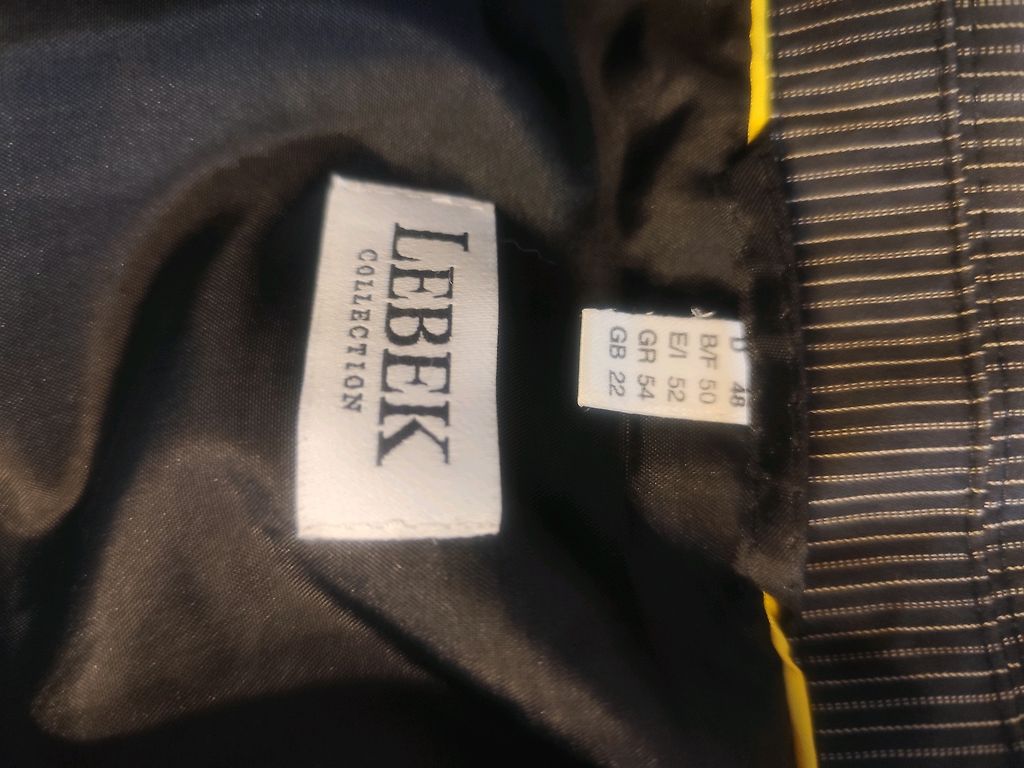 LEBEK
COLLECTION
D 48
B/F 50
E/I 52
GR 54
GB 22